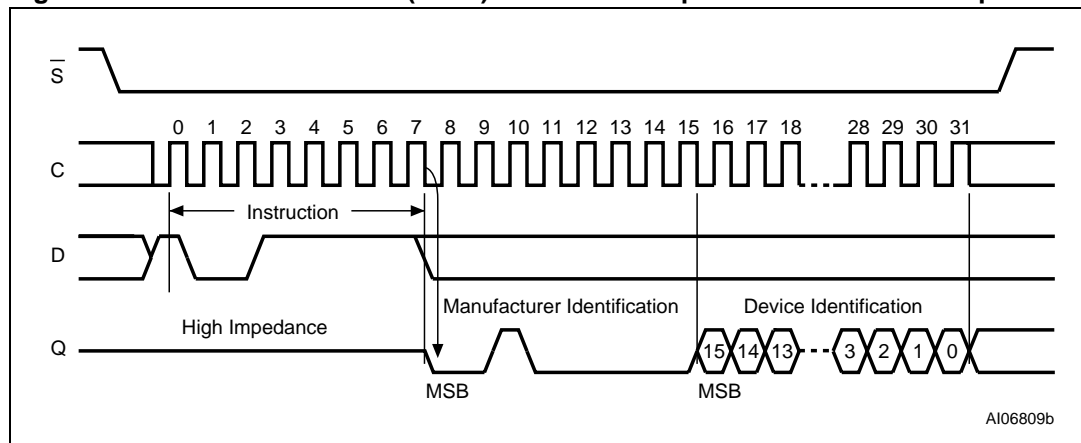 S
0 1 2 3 4 5 6 7 8 9 10 11 12 13 14 15 16 17 18 28 29 30 31
C
Instruction
D
Manufacturer Identification Device Identification
High Impedance
Q 15 14 13 3 2 1 0
MSB MSB
AI06809b